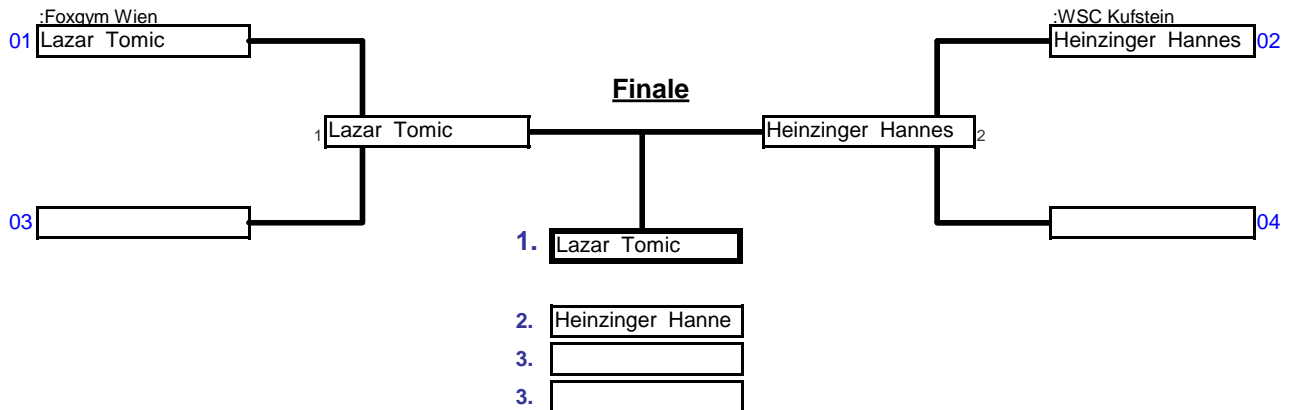 :Foxgym Wien
:WSC Kufstein
01 Lazar Tomic
Heinzinger Hannes 02
Finale
1 Lazar Tomic
Heinzinger Hannes 2
03
04
1. Lazar Tomic
2. Heinzinger Hanne
3.
3.